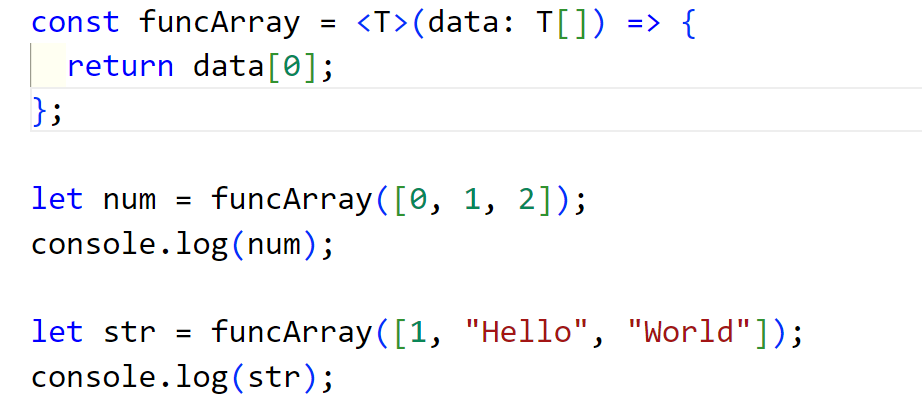 const funcArray = <T>(data: T[]) => {
  return data[0];
};

let num = funcArray([0, 1, 2]);
console.log(num);

let str = funcArray([1, "Hello", "World"]);
console.log(str);